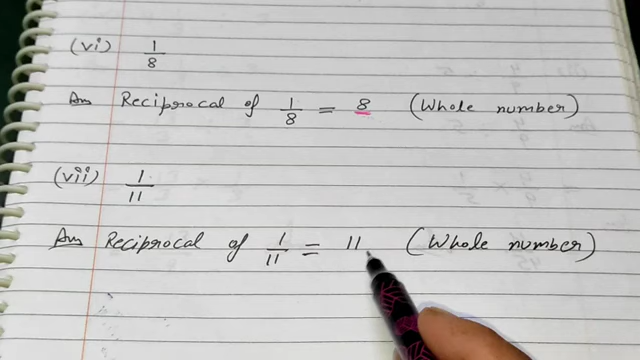 (vi) 1/8
Ans Reciprocal of 1/8 = 8 (Whole number)
(vii) 1/11
Ans Reciprocal of 1/11 = 11 (Whole number)